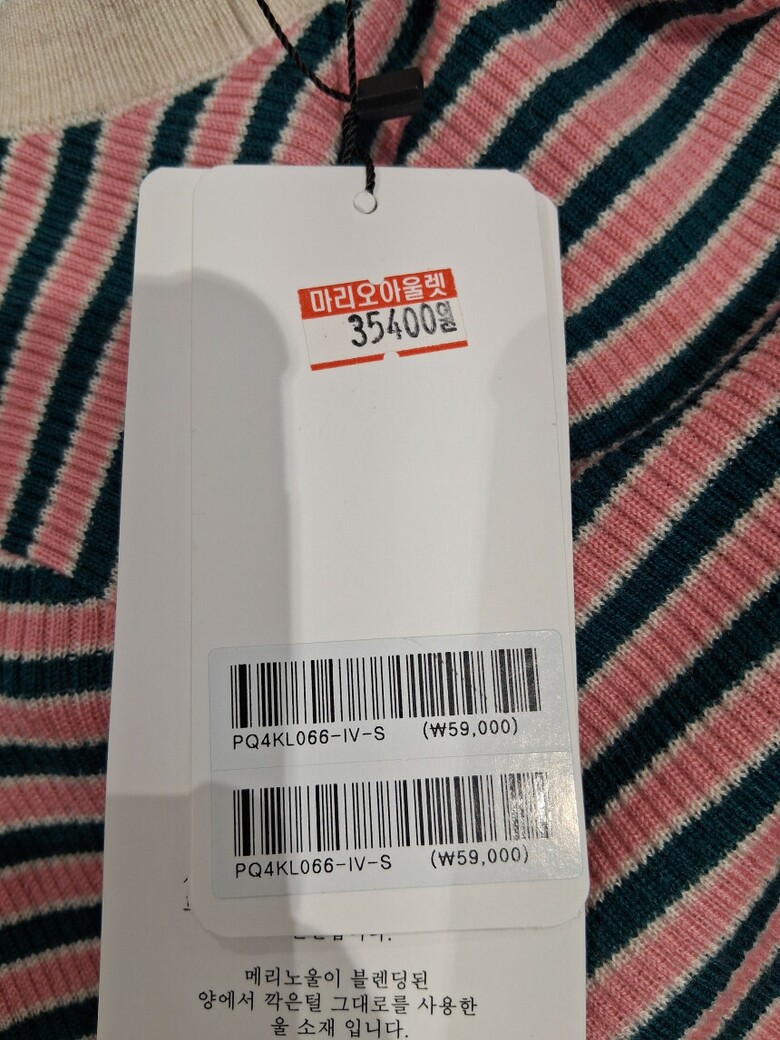 마리오아울렛
35400원
PQ4KL066-IV-S (₩59,000)
PQ4KL066-IV-S (₩59,000)
메리노울이 블렌딩된
양에서 깍은털 그대로를 사용한
울 소재 입니다.